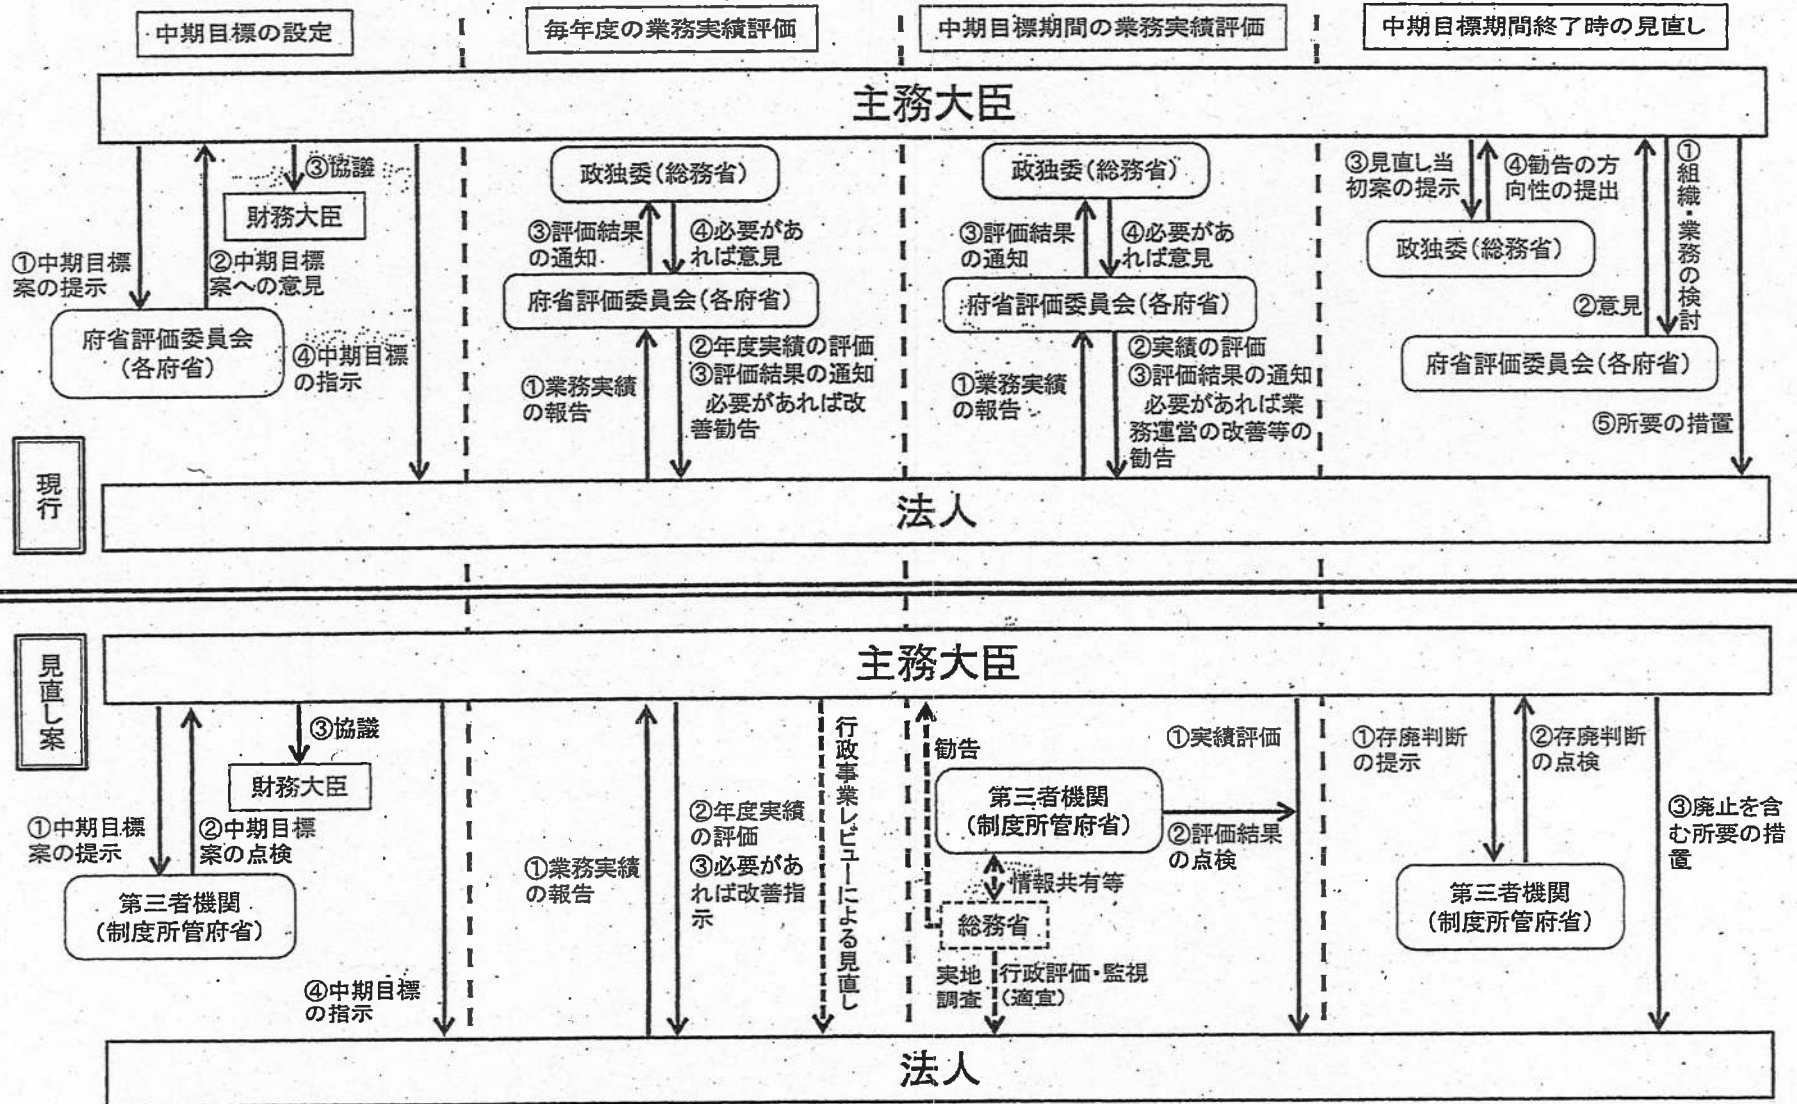 中期目標の設定
毎年度の業務実績評価
中期目標期間の業務実績評価
中期目標期間終了時の見直し
主務大臣
③協議
財務大臣
①中期目標
案の提示
②中期目標
案への意見
府省評価委員会
(各府省)
④中期目標
の指示
政独委(総務省)
③評価結果
の通知
④必要があ
れば意見
府省評価委員会(各府省)
①業務実績
の報告
②年度実績の評価
③評価結果の通知
必要があれば改
善勧告
政独委(総務省)
③評価結果
の通知
④必要があ
れば意見
府省評価委員会(各府省)
①業務実績
の報告
②実績の評価
③評価結果の通知
必要があれば業
務運営の改善等の
勧告
③見直し当
初案の提示
④勧告の方
向性の提出
政独委(総務省)
①組織・業務の検討
②意見
府省評価委員会(各府省)
⑤所要の措置
現行
法人
見直し案
主務大臣
③協議
財務大臣
①中期目標
案の提示
②中期目標
案の点検
第三者機関
(制度所管府省)
④中期目標
の指示
①業務実績
の報告
②年度実績
の評価
③必要があ
れば改善指
示
行政事業レビューによる見直し
勧告
第三者機関
(制度所管府省)
情報共有等
総務省
実地
調査
行政評価・監視
(適宜)
①実績評価
②評価結果
の点検
①存廃判断
の提示
②存廃判断
の点検
第三者機関
(制度所管府省)
③廃止を含
む所要の措
置
法人